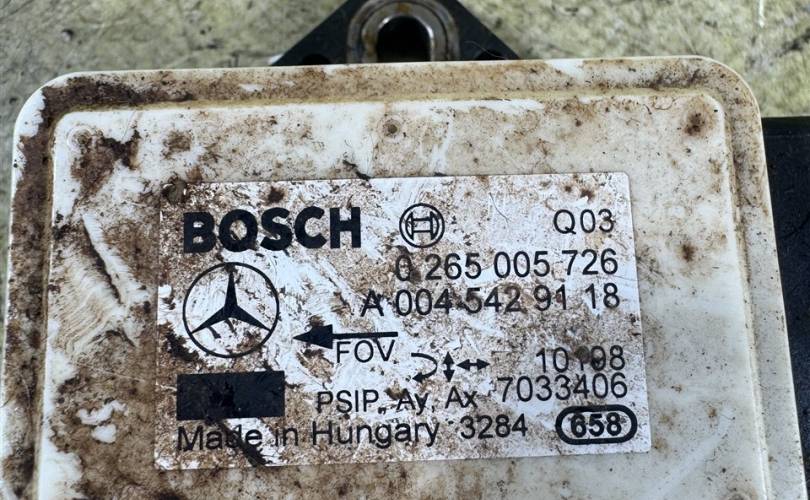 BOSCH Q03
0 265 005 726
A 004 542 91 18
FOV 10108
PSIP, Ay, Ax 7033406
Made in Hungary 3284 658